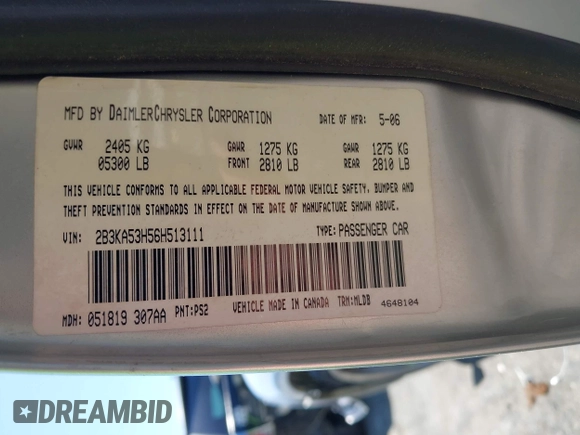 MFD BY DAIMLERCHRYSLER CORPORATION DATE OF MFR: 5-06
GVWR 2405 KG GAWR 1275 KG GAWR 1275 KG
05300 LB FRONT 2810 LB REAR 2810 LB
THIS VEHICLE CONFORMS TO ALL APPLICABLE FEDERAL MOTOR VEHICLE SAFETY, BUMPER AND
THEFT PREVENTION STANDARDS IN EFFECT ON THE DATE OF MANUFACTURE SHOWN ABOVE.
VIN: 2B3KA53H56H513111 TYPE: PASSENGER CAR
MDH: 051819 307AA PNT: PS2 VEHICLE MADE IN CANADA TRM: MLDB 4648104
DREAMBID